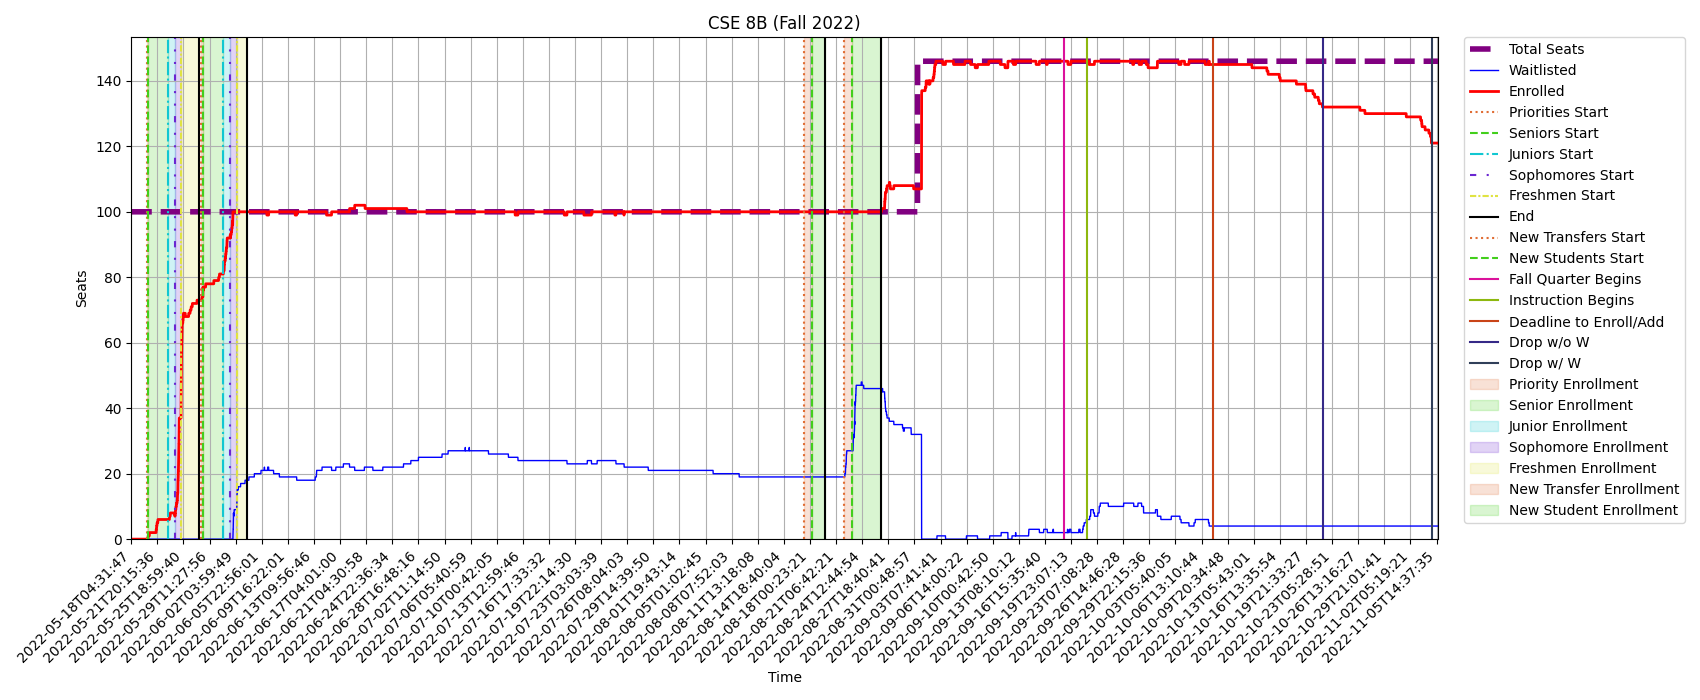 CSE 8B (Fall 2022)
Seats
140
120
100
80
60
40
20
0
2022-05-18T04:31:47
2022-05-21T20:15:36
2022-05-25T18:59:40
2022-05-29T11:27:56
2022-06-02T03:59:49
2022-06-05T22:56:01
2022-06-09T16:22:01
2022-06-13T09:56:46
2022-06-17T04:01:00
2022-06-21T04:30:58
2022-06-24T22:36:34
2022-06-28T16:48:16
2022-07-02T11:14:50
2022-07-06T05:40:59
2022-07-10T00:42:05
2022-07-13T12:59:46
2022-07-16T17:33:32
2022-07-19T22:14:30
2022-07-23T03:03:39
2022-07-26T08:04:03
2022-07-29T14:39:50
2022-08-01T19:43:14
2022-08-05T01:02:45
2022-08-08T07:52:03
2022-08-11T13:18:08
2022-08-14T18:40:04
2022-08-18T00:23:21
2022-08-21T06:42:21
2022-08-24T12:44:54
2022-08-27T18:40:41
2022-08-31T00:48:57
2022-09-03T07:41:41
2022-09-06T14:00:22
2022-09-10T00:42:50
2022-09-13T08:10:12
2022-09-16T15:35:40
2022-09-19T23:07:13
2022-09-23T07:08:28
2022-09-26T14:46:28
2022-09-29T22:15:36
2022-10-03T05:40:05
2022-10-06T13:10:44
2022-10-09T20:34:48
2022-10-13T05:43:01
2022-10-16T13:35:54
2022-10-19T21:33:27
2022-10-23T05:28:51
2022-10-26T13:16:27
2022-10-29T21:01:41
2022-11-02T05:19:21
2022-11-05T14:37:35
Time
Total Seats
Waitlisted
Enrolled
Priorities Start
Seniors Start
Juniors Start
Sophomores Start
Freshmen Start
End
New Transfers Start
New Students Start
Fall Quarter Begins
Instruction Begins
Deadline to Enroll/Add
Drop w/o W
Drop w/ W
Priority Enrollment
Senior Enrollment
Junior Enrollment
Sophomore Enrollment
Freshmen Enrollment
New Transfer Enrollment
New Student Enrollment